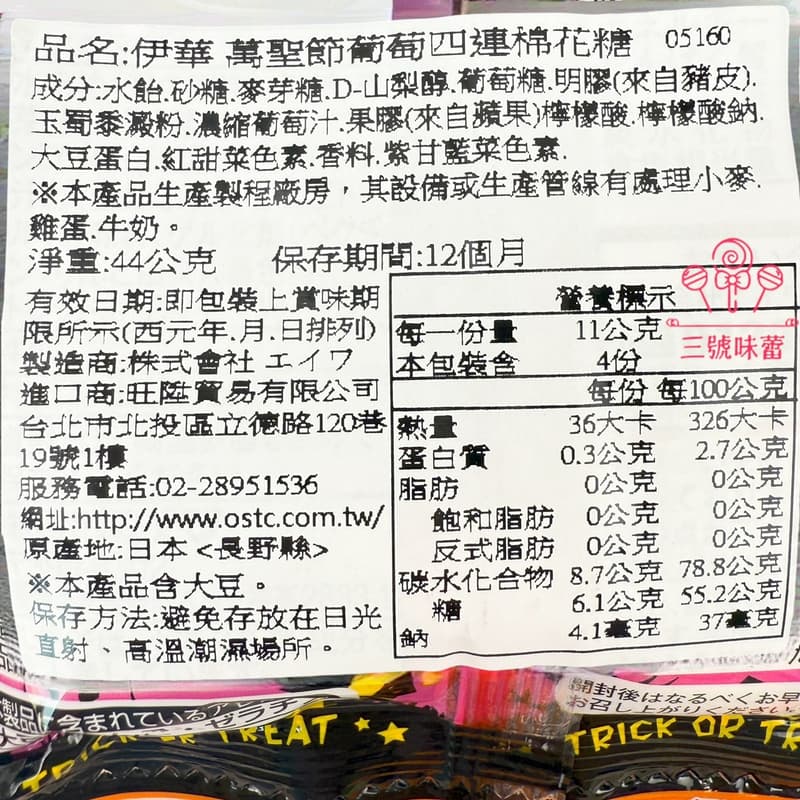 品名:伊華 萬聖節葡萄四連棉花糖 05160
成分:水飴.砂糖.麥芽糖.D-山梨醇.葡萄糖.明膠(來自豬皮).
玉蜀黍澱粉.濃縮葡萄汁.果膠(來自蘋果)檸檬酸.檸檬酸鈉.
大豆蛋白.紅甜菜色素.香料.紫甘藍菜色素.
※本產品生產製程廠房，其設備或生產管線有處理小麥.
雞蛋.牛奶。
淨重:44公克 保存期間:12個月
有效日期:即包裝上賞味期
限所示(西元年.月.日排列)
製造商:株式會社 エイワ
進口商:旺陞貿易有限公司
台北市北投區立德路120巷
19號1樓
服務電話:02-28951536
網址:http://www.ostc.com.tw/
原產地:日本<長野縣>
※本產品含大豆。
保存方法:避免存放在日光
直射、高溫潮濕場所。
營養標示
每一份量 11公克
本包裝含 4份
每份 每100公克
熱量 36大卡 326大卡
蛋白質 0.3公克 2.7公克
脂肪 0公克 0公克
飽和脂肪 0公克 0公克
反式脂肪 0公克 0公克
碳水化合物 8.7公克 78.8公克
糖 6.1公克 55.2公克
鈉 4.1毫克 37毫克
三號味蕾
製品に含まれているアレ
開封後はなるべくお早
お召し上がりください
TRICK OR TREAT
TRICK OR TR